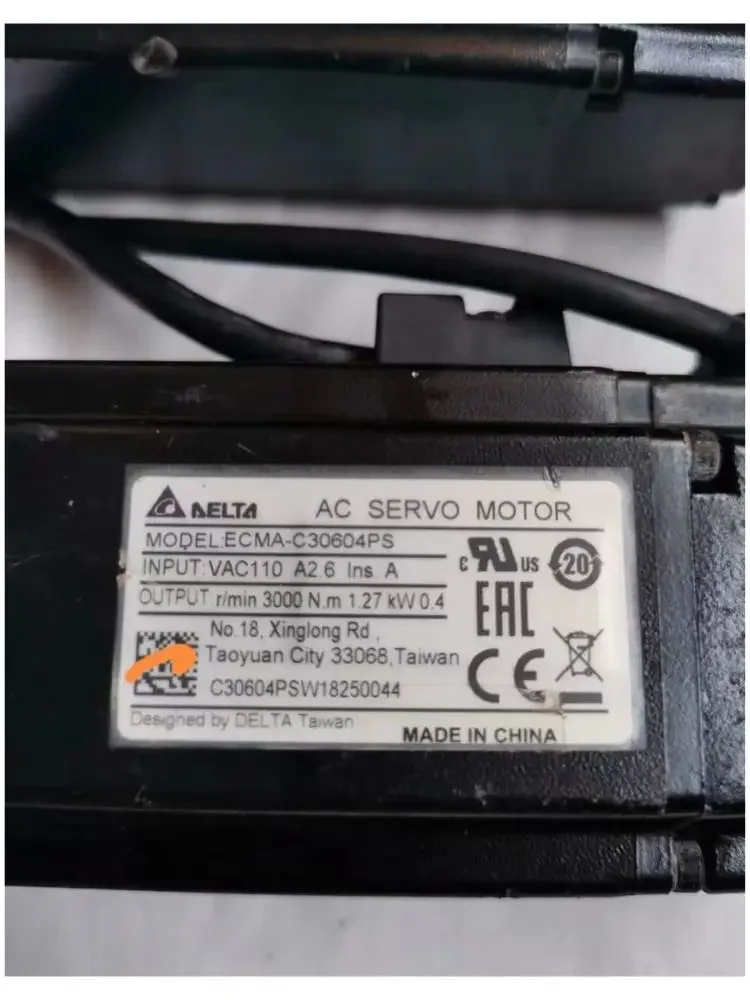 DELTA AC SERVO MOTOR
MODEL:ECMA-C30604PS
INPUT:VAC110 A2.6 Ins. A
OUTPUT r/min 3000 N.m 1.27 kW 0.4
c RU US 20
EAC
No.18, Xinglong Rd.,
Taoyuan City 33068,Taiwan
C30604PSW18250044
CE
Designed by DELTA Taiwan
MADE IN CHINA